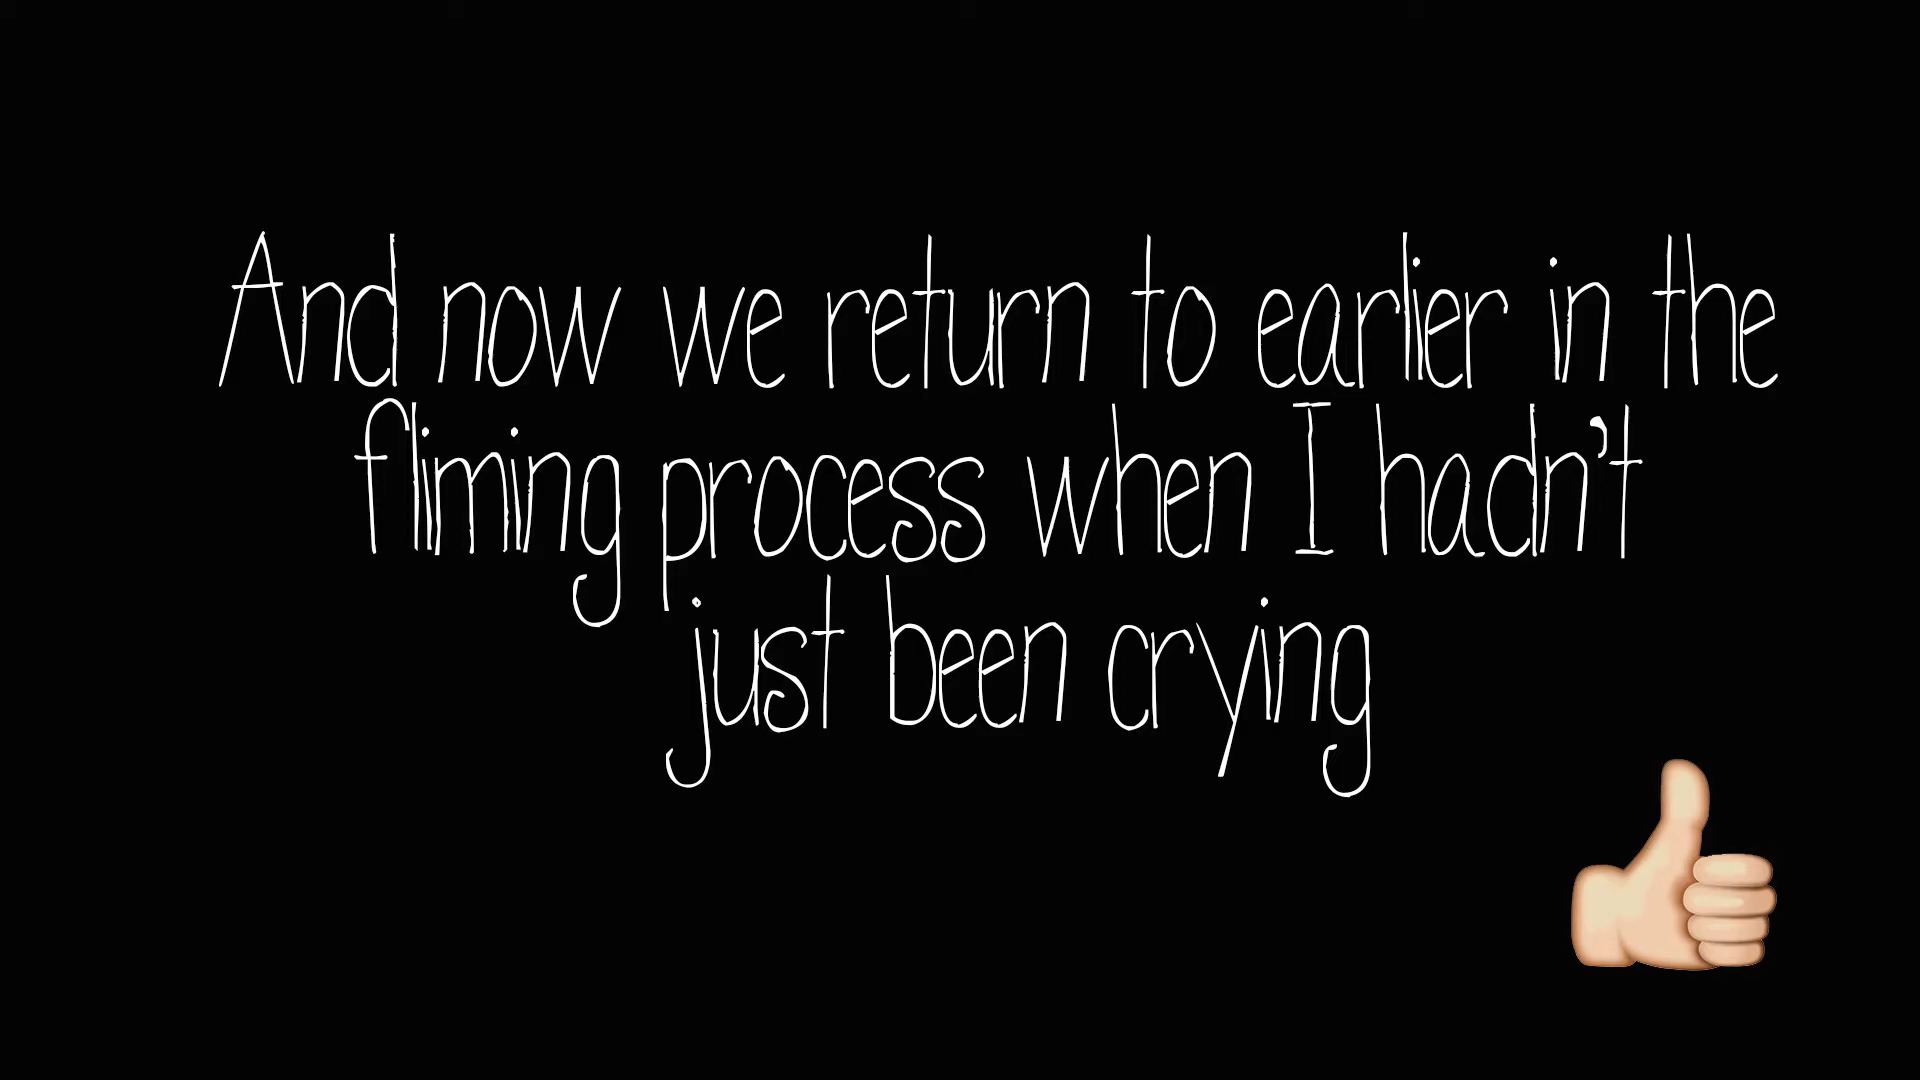 And now we return to earlier in the
fliming process when I hadn't
just been crying